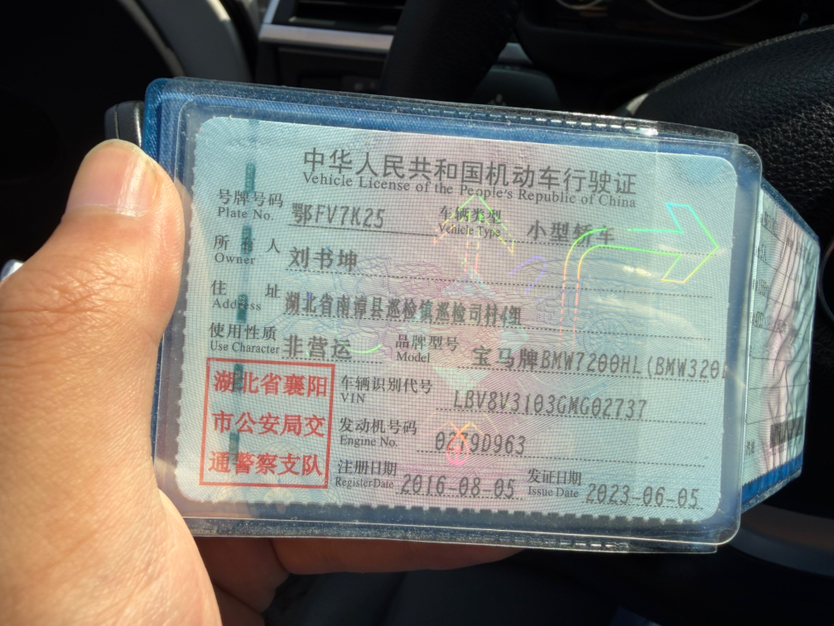 中华人民共和国机动车行驶证
Vehicle License of the People's Republic of China
号牌号码 鄂FV7K25 车辆类型 小型轿车
Plate No. Vehicle Type
所有人 刘书坤
Owner
住址 湖北省南漳县巡检镇巡检司村4组
Address
使用性质 非营运 品牌型号 宝马牌BMW7200HL(BMW320
Use Character Model
湖北省襄阳
市公安局交
通警察支队
车辆识别代号 LBV8V3103GMG02737
VIN
发动机号码 0279D963
Engine No.
注册日期 2016-08-05 发证日期 2023-06-05
Register Date Issue Date